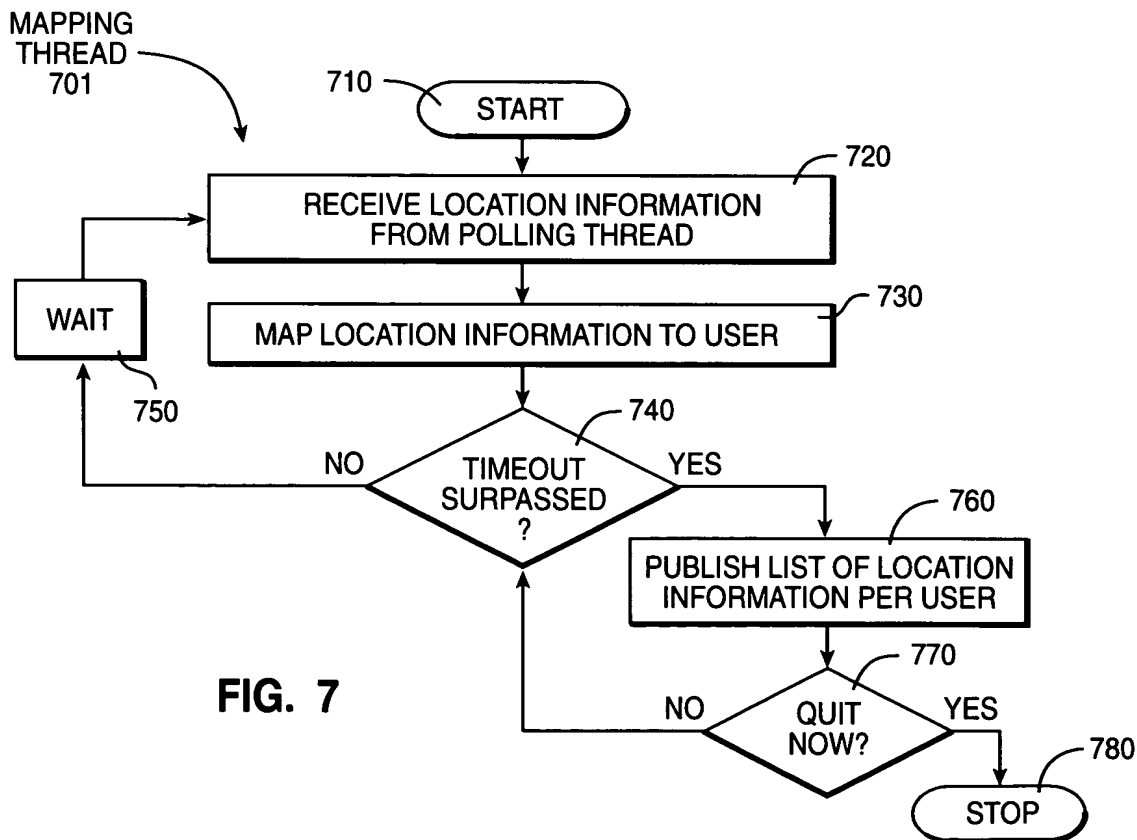 MAPPING
THREAD
701
710
START
720
RECEIVE LOCATION INFORMATION
FROM POLLING THREAD
730
MAP LOCATION INFORMATION TO USER
WAIT
750
740
NO
YES
TIMEOUT
SURPASSED
?
760
PUBLISH LIST OF LOCATION
INFORMATION PER USER
770
NO
YES
QUIT
NOW?
780
STOP
FIG. 7